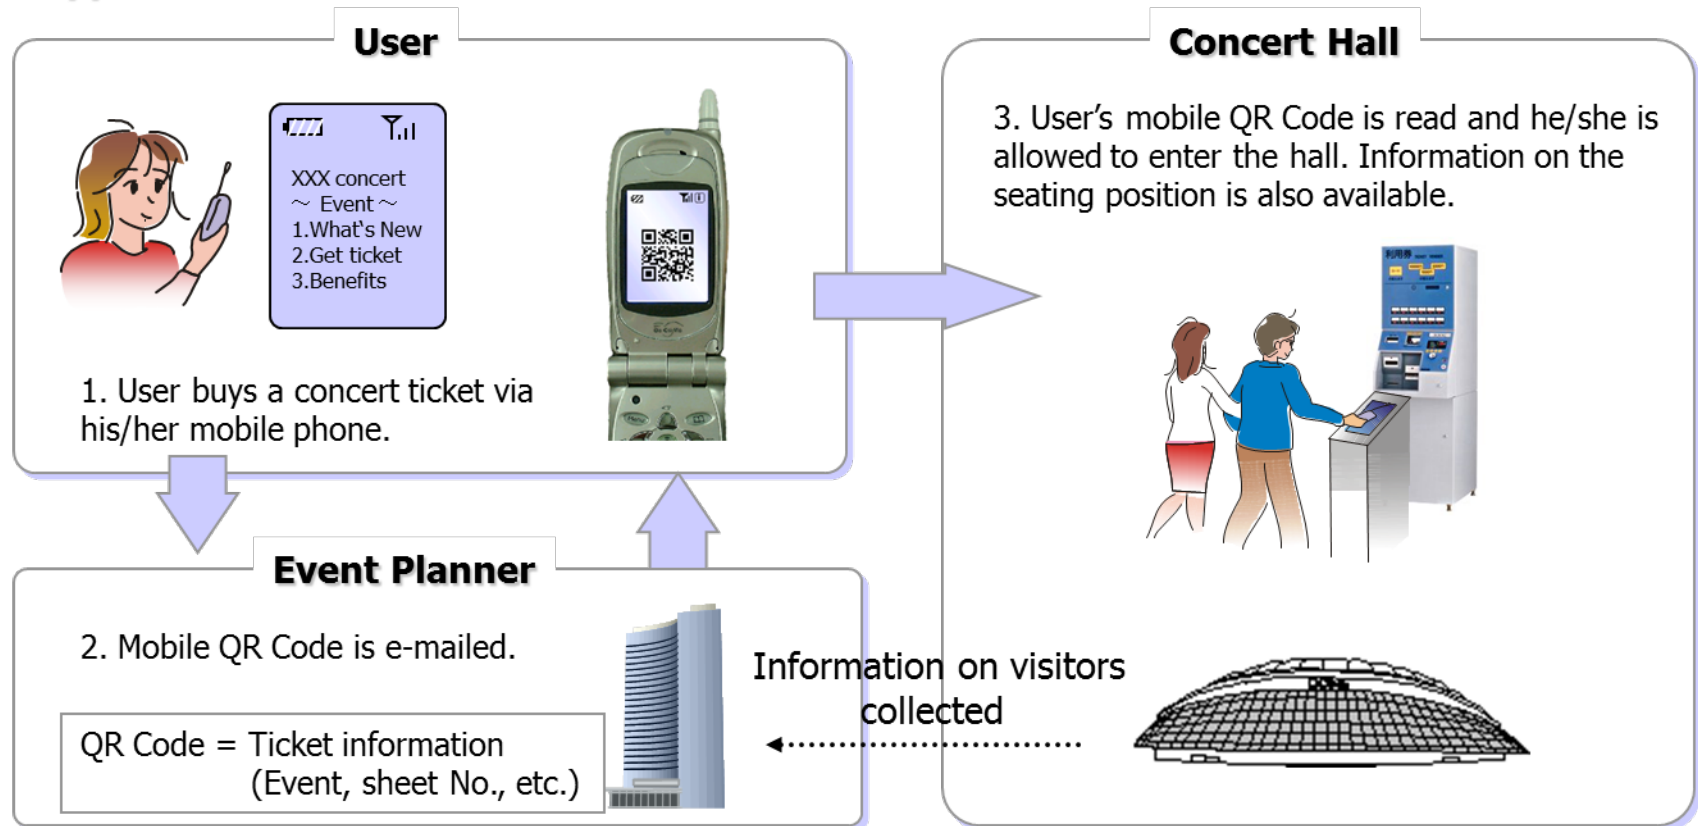 User
XXX concert
～ Event ～
1.What's New
2.Get ticket
3.Benefits
1. User buys a concert ticket via
his/her mobile phone.
Event Planner
2. Mobile QR Code is e-mailed.
QR Code = Ticket information
(Event, sheet No., etc.)
Concert Hall
3. User's mobile QR Code is read and he/she is
allowed to enter the hall. Information on the
seating position is also available.
利用券
Information on visitors
collected